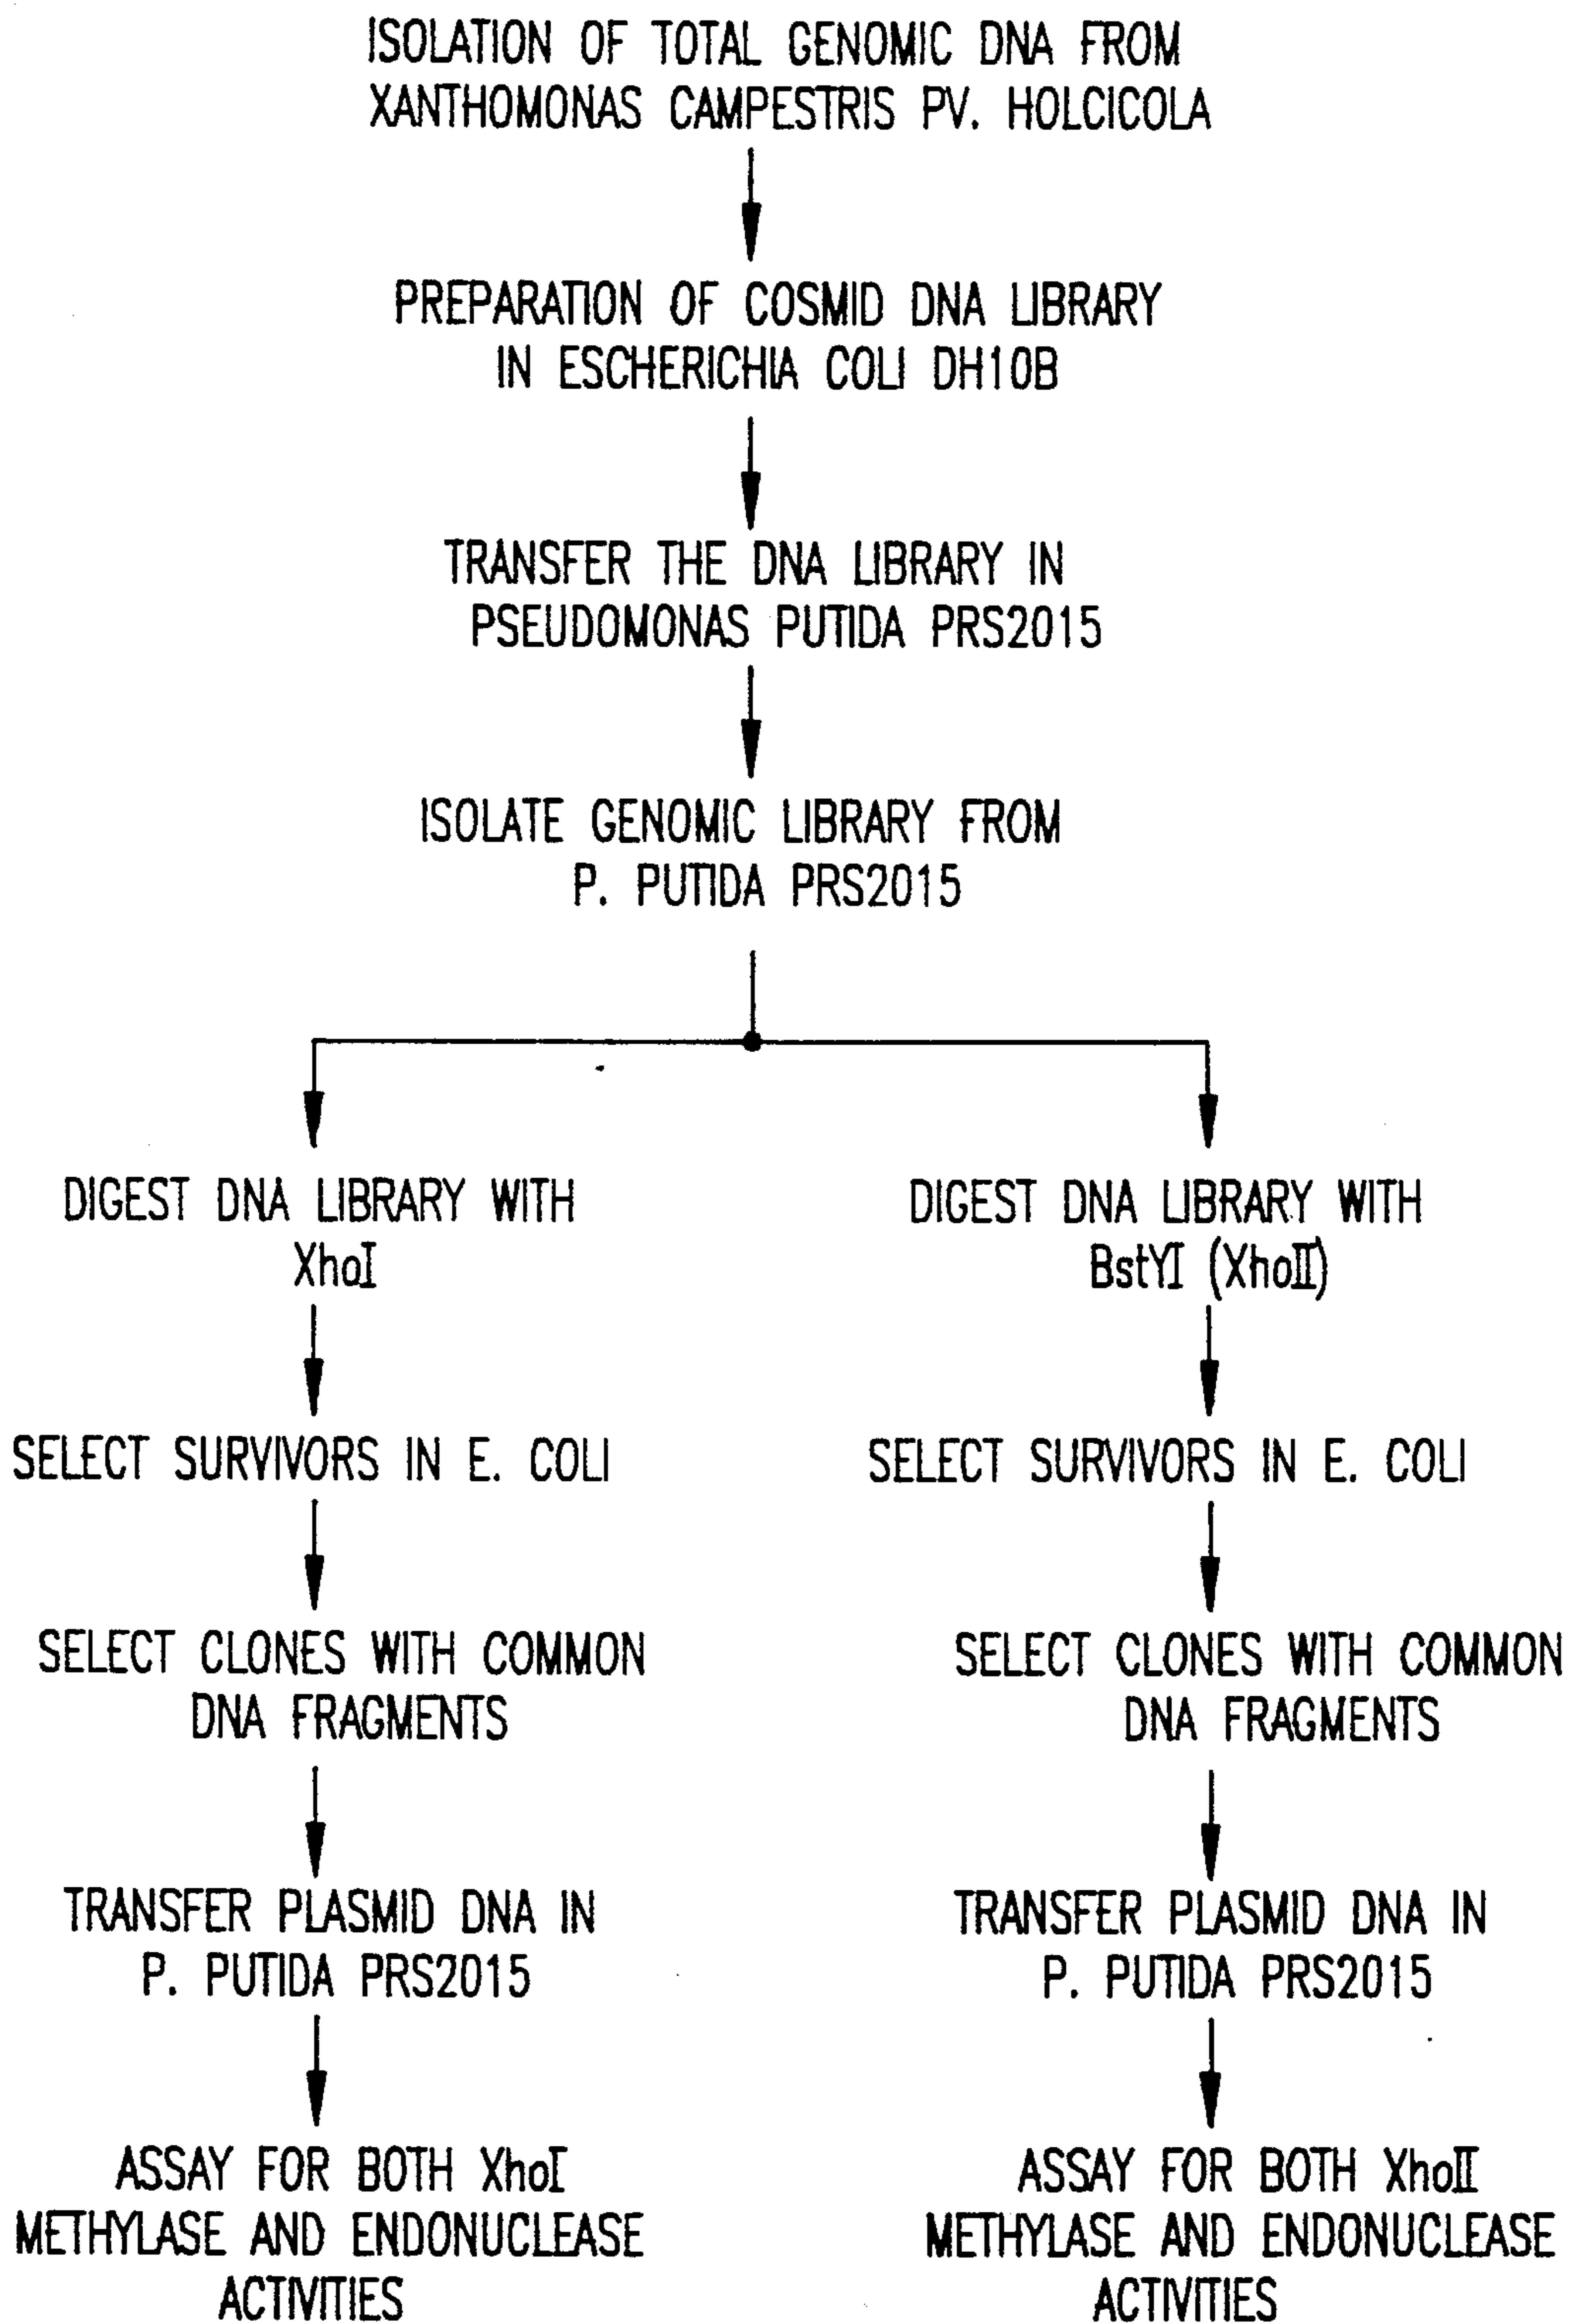 ISOLATION OF TOTAL GENOMIC DNA FROM
XANTHOMONAS CAMPESTRIS PV. HOLCICOLA
PREPARATION OF COSMID DNA LIBRARY
IN ESCHERICHIA COLI DH10B
TRANSFER THE DNA LIBRARY IN
PSEUDOMONAS PUTIDA PRS2015
ISOLATE GENOMIC LIBRARY FROM
P. PUTIDA PRS2015
DIGEST DNA LIBRARY WITH
XhoI
SELECT SURVIVORS IN E. COLI
SELECT CLONES WITH COMMON
DNA FRAGMENTS
TRANSFER PLASMID DNA IN
P. PUTIDA PRS2015
ASSAY FOR BOTH XhoI
METHYLASE AND ENDONUCLEASE
ACTIVITIES
DIGEST DNA LIBRARY WITH
BstYI (XhoII)
SELECT SURVIVORS IN E. COLI
SELECT CLONES WITH COMMON
DNA FRAGMENTS
TRANSFER PLASMID DNA IN
P. PUTIDA PRS2015
ASSAY FOR BOTH XhoII
METHYLASE AND ENDONUCLEASE
ACTIVITIES